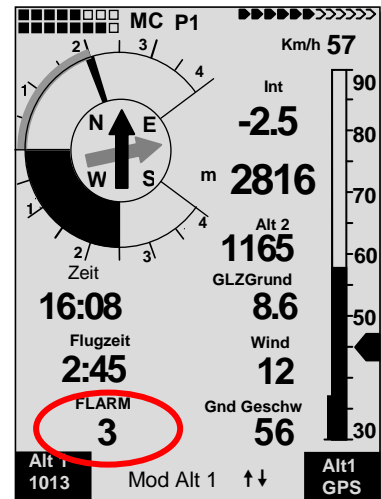 MC P1
Km/h 57
1 2 3 4
N E
W S
1 2 3 4
Int
-2.5
m 2816
Alt 2
1165
GLZGrund
8.6
Wind
12
Gnd Geschw
56
90
80
70
60
50
30
Zeit
16:08
Flugzeit
2:45
FLARM
3
Alt 1
1013
Mod Alt 1 ↑↓
Alt1
GPS